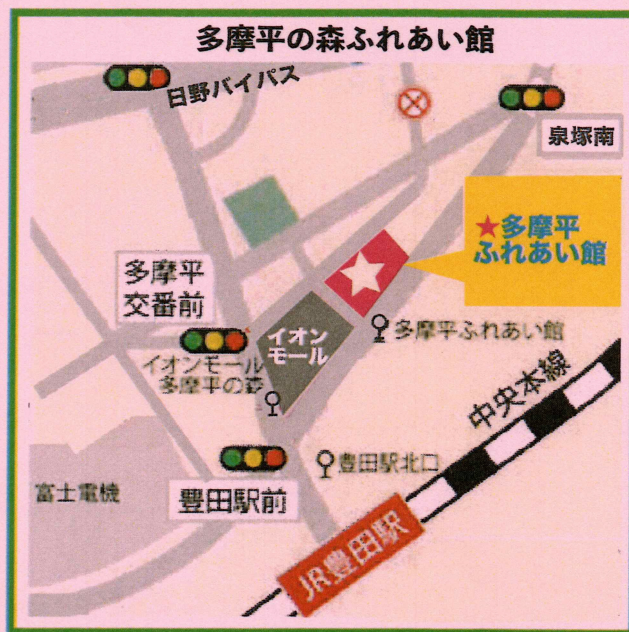 多摩平の森ふれあい館
日野バイパス
泉塚南
★多摩平
ふれあい館
多摩平
交番前
イオン
モール
多摩平ふれあい館
イオンモール
多摩平の森
中央本線
豊田駅北口
富士電機
豊田駅前
JR豊田駅